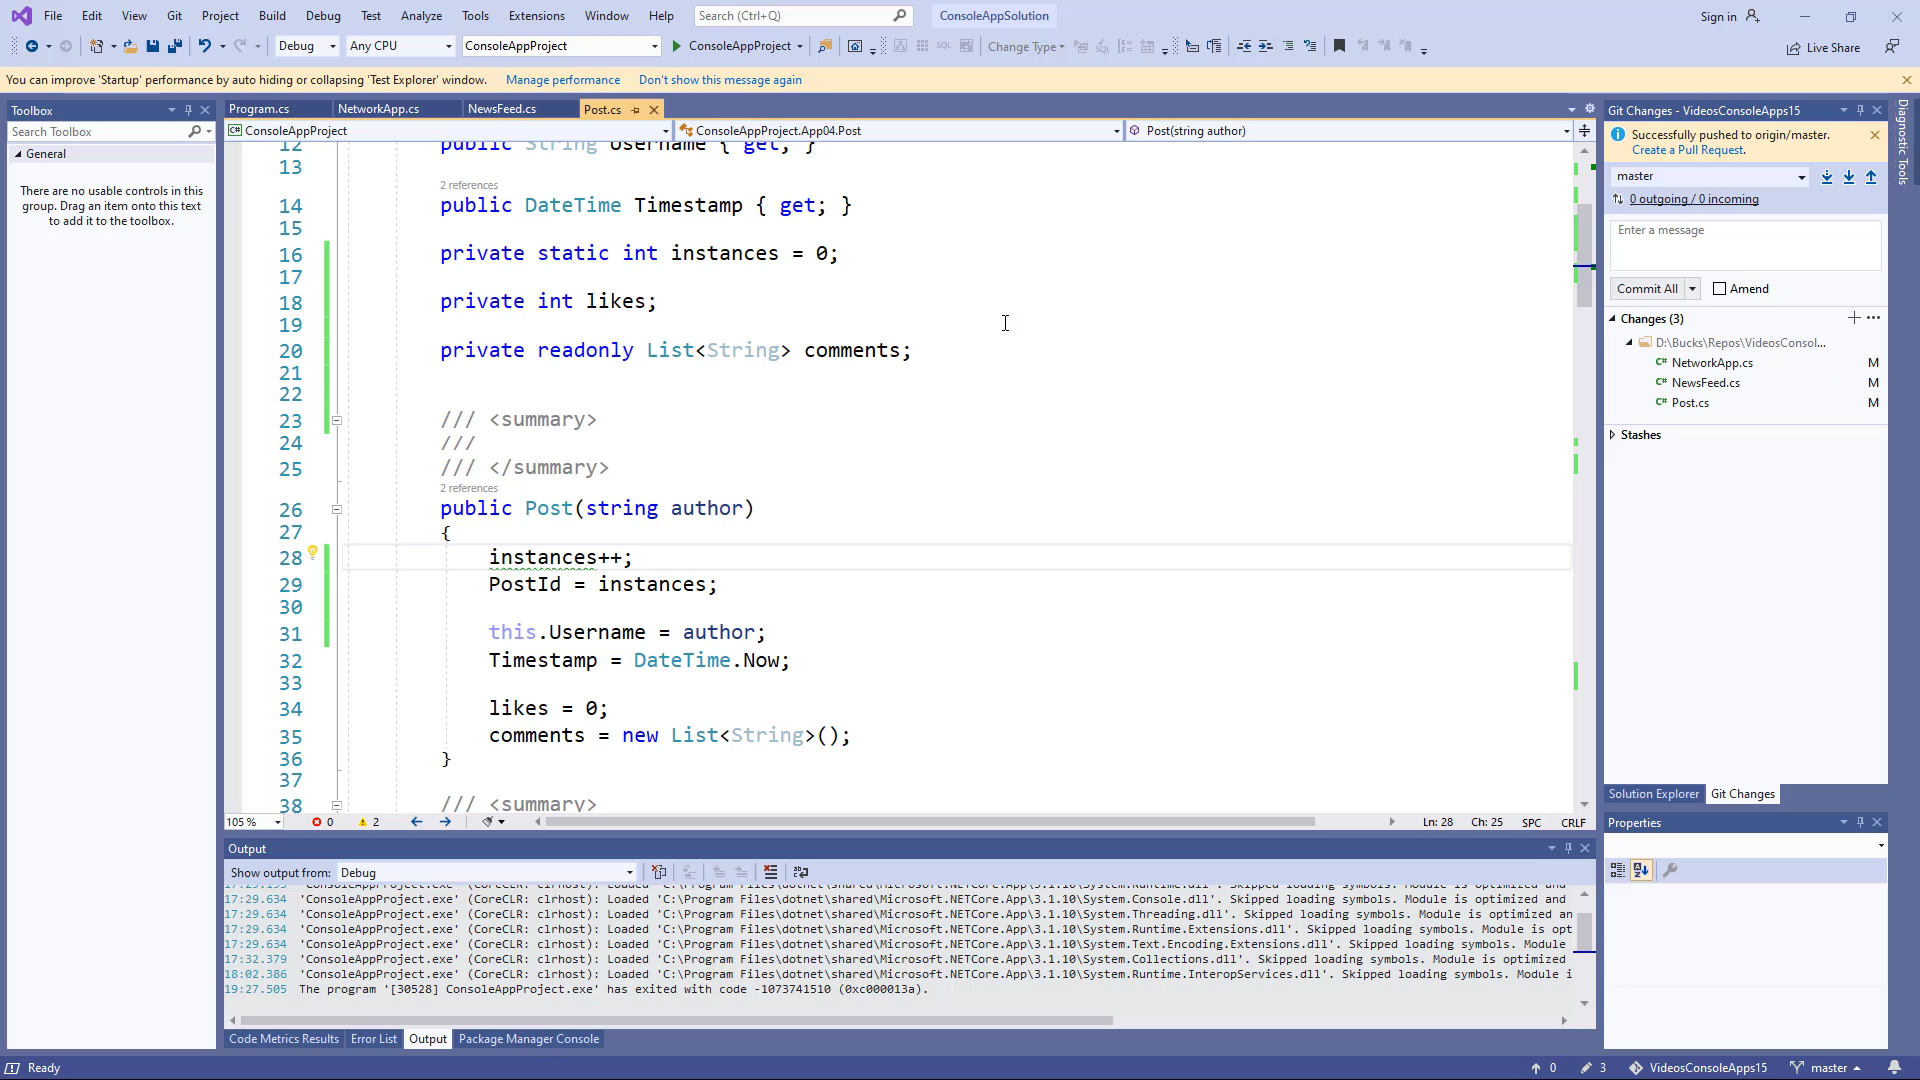 File Edit View Git Project Build Debug Test Analyze Tools Extensions Window Help Search (Ctrl+Q) ConsoleAppSolution Sign in
Debug Any CPU ConsoleAppProject ConsoleAppProject Change Type Live Share
You can improve 'Startup' performance by auto hiding or collapsing 'Test Explorer' window. Manage performance Don't show this message again
Toolbox
Search Toolbox
General
There are no usable controls in this
group. Drag an item onto this text
to add it to the toolbox.
Program.cs NetworkApp.cs NewsFeed.cs Post.cs
ConsoleAppProject ConsoleAppProject.App04.Post Post(string author)
12 public String Username { get; }
13
2 references
14 public DateTime Timestamp { get; }
15
16 private static int instances = 0;
17
18 private int likes;
19
20 private readonly List<String> comments;
21
22
23 /// <summary>
24 ///
25 /// </summary>
2 references
26 public Post(string author)
27 {
28 instances++;
29 PostId = instances;
30
31 this.Username = author;
32 Timestamp = DateTime.Now;
33
34 likes = 0;
35 comments = new List<String>();
36 }
37
38 /// <summary>
105 % 0 2 Ln: 28 Ch: 25 SPC CRLF
Output
Show output from: Debug
17:29.634 'ConsoleAppProject.exe' (CoreCLR: clrhost): Loaded 'C:\Program Files\dotnet\shared\Microsoft.NETCore.App\3.1.10\System.Console.dll'. Skipped loading symbols. Module is optimized and
17:29.634 'ConsoleAppProject.exe' (CoreCLR: clrhost): Loaded 'C:\Program Files\dotnet\shared\Microsoft.NETCore.App\3.1.10\System.Threading.dll'. Skipped loading symbols. Module is optimized an
17:29.634 'ConsoleAppProject.exe' (CoreCLR: clrhost): Loaded 'C:\Program Files\dotnet\shared\Microsoft.NETCore.App\3.1.10\System.Runtime.Extensions.dll'. Skipped loading symbols. Module is opt
17:29.634 'ConsoleAppProject.exe' (CoreCLR: clrhost): Loaded 'C:\Program Files\dotnet\shared\Microsoft.NETCore.App\3.1.10\System.Text.Encoding.Extensions.dll'. Skipped loading symbols. Module
17:32.379 'ConsoleAppProject.exe' (CoreCLR: clrhost): Loaded 'C:\Program Files\dotnet\shared\Microsoft.NETCore.App\3.1.10\System.Collections.dll'. Skipped loading symbols. Module is optimized
18:02.386 'ConsoleAppProject.exe' (CoreCLR: clrhost): Loaded 'C:\Program Files\dotnet\shared\Microsoft.NETCore.App\3.1.10\System.Runtime.InteropServices.dll'. Skipped loading symbols. Module i
19:27.505 The program '[30528] ConsoleAppProject.exe' has exited with code -1073741510 (0xc000013a).
Code Metrics Results Error List Output Package Manager Console
Git Changes - VideosConsoleApps15
Successfully pushed to origin/master.
Create a Pull Request.
master
0 outgoing / 0 incoming
Enter a message
Commit All Amend
Changes (3)
D:\Bucks\Repos\VideosConsol...
NetworkApp.cs M
NewsFeed.cs M
Post.cs M
Stashes
Solution Explorer Git Changes
Properties
Diagnostic Tools
Ready 0 3 VideosConsoleApps15 master